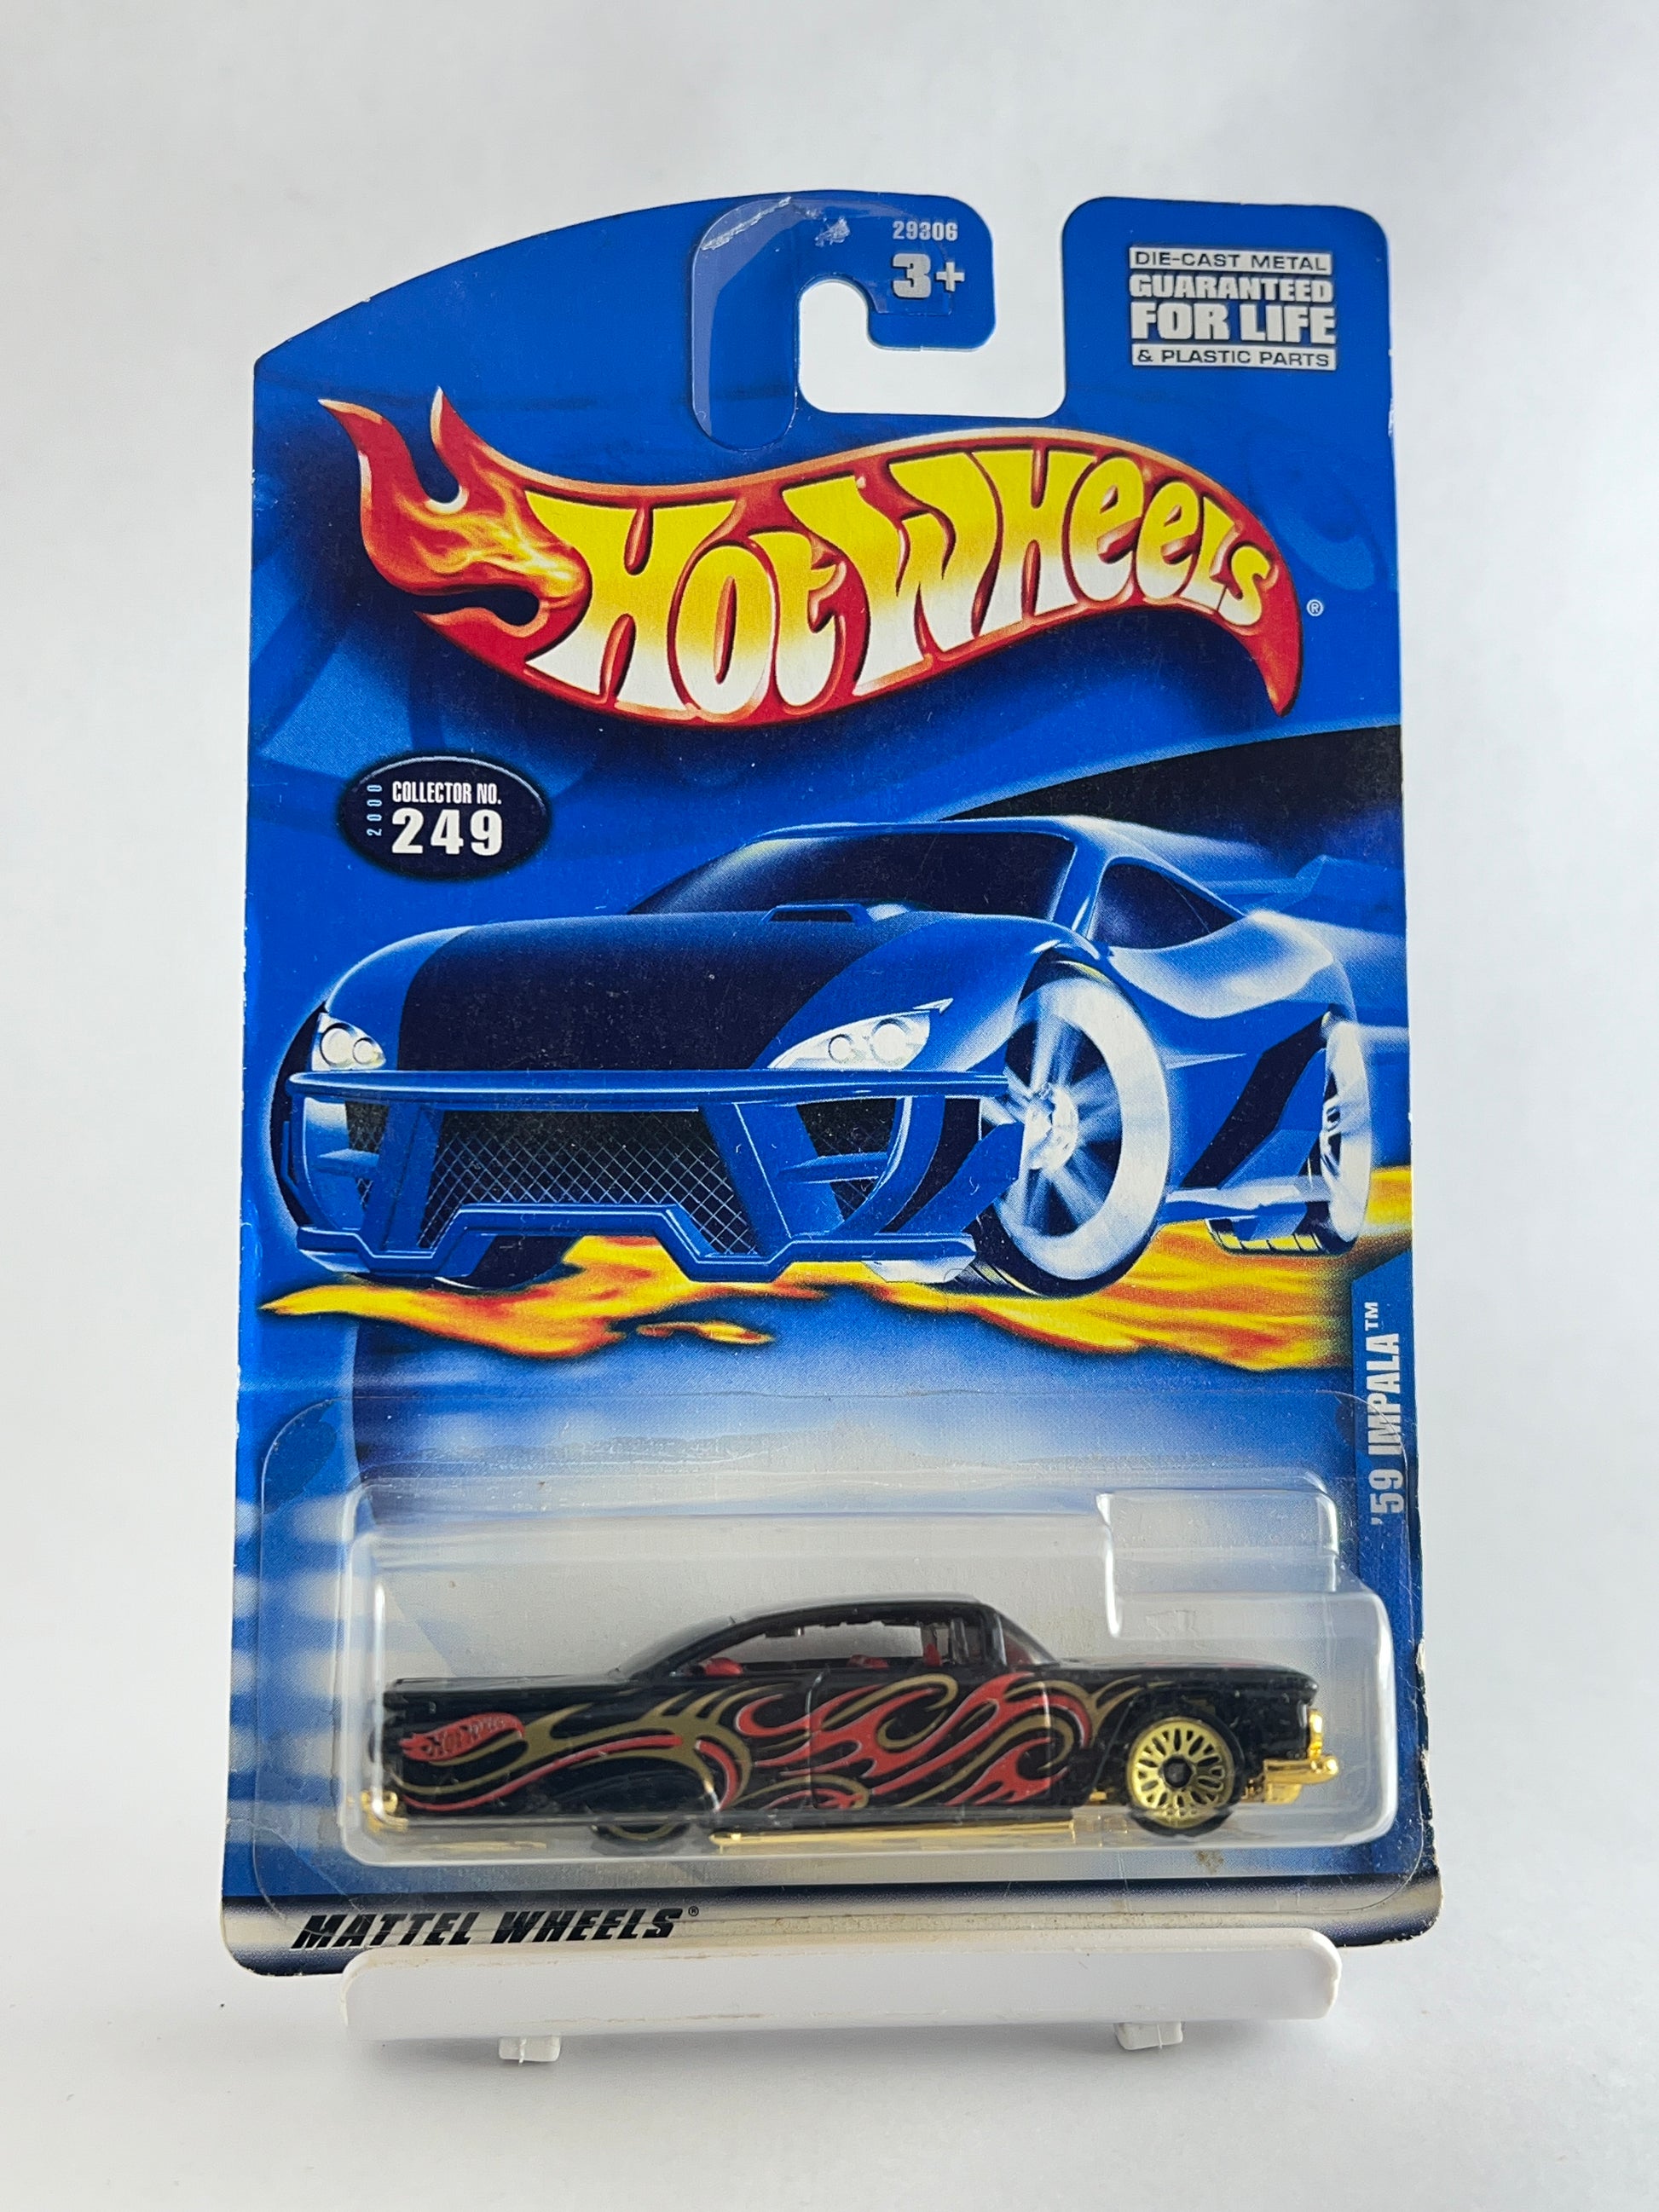 29306
3+
DIE-CAST METAL
GUARANTEED
FOR LIFE
& PLASTIC PARTS
HOT WHEELS®
2000
COLLECTOR NO.
249
'59 IMPALA™
HOT WHEELS
MATTEL WHEELS®